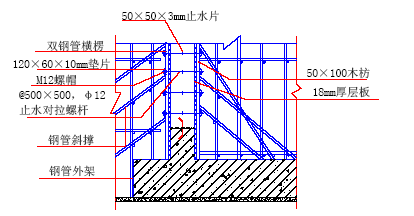 50×50×3mm止水片
双钢管横楞
120×60×10mm垫片
M12螺帽
@500×500，φ12
止水对拉螺杆
钢管斜撑
钢管外架
50×100木枋
18mm厚层板